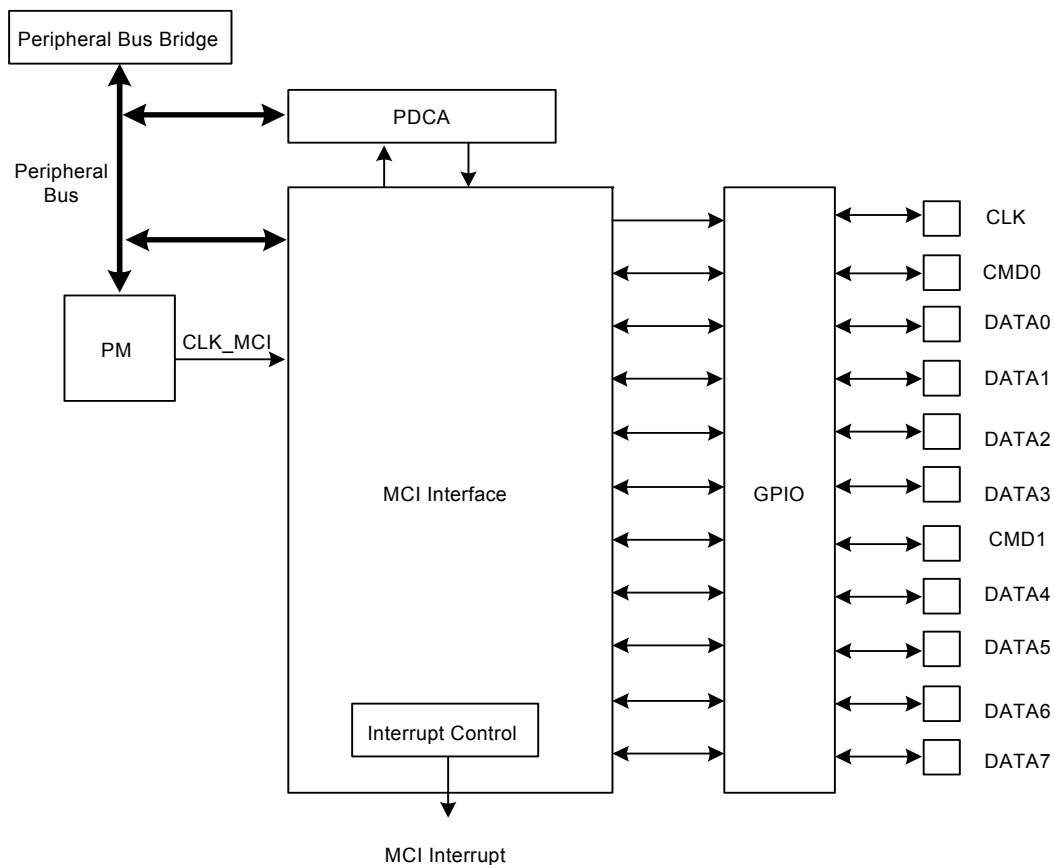 Peripheral Bus Bridge
PDCA
Peripheral
Bus
CLK
CMD0
DATA0
PM
CLK_MCI
DATA1
DATA2
MCI Interface
GPIO
DATA3
CMD1
DATA4
DATA5
DATA6
Interrupt Control
DATA7
MCI Interrupt